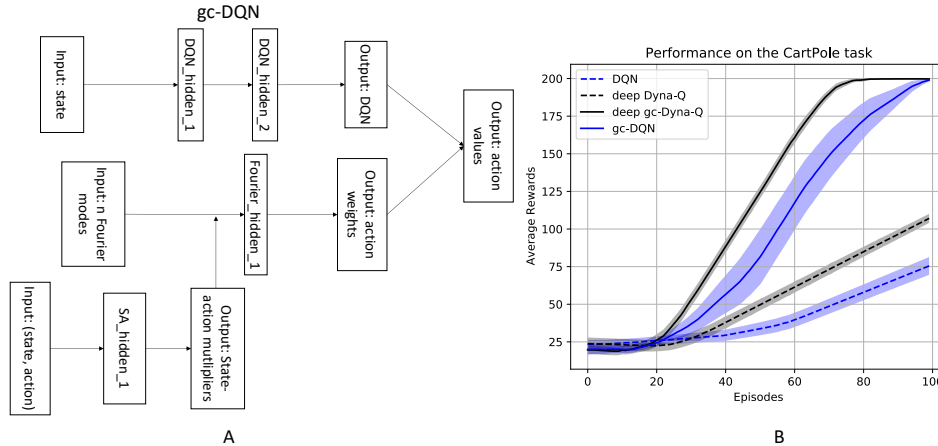 gc-DQN
Input: state
DQN_hidden_1
DQN_hidden_2
Output: DQN
Output: action
values
Input: n Fourier
modes
Fourier_hidden_1
Output: action
weights
Input: (state, action)
SA_hidden_1
Output: State-
action mutlipliers
A
Performance on the CartPole task
DQN
deep Dyna-Q
deep gc-Dyna-Q
gc-DQN
Average Rewards
200
175
150
125
100
75
50
25
0
20
40
60
80
100
Episodes
B